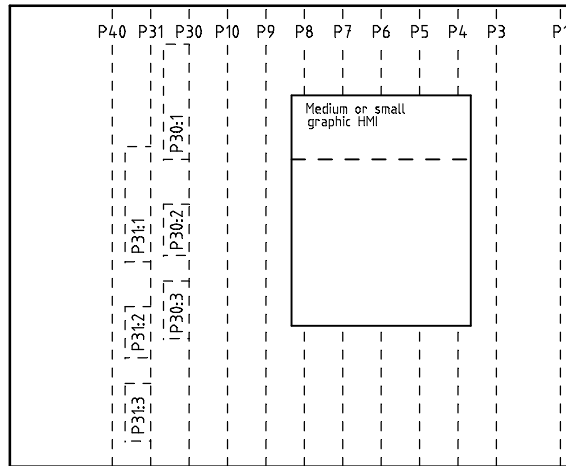 P40 P31 P30 P10 P9 P8 P7 P6 P5 P4 P3 P1
Medium or small
graphic HMI
P30:1
P30:2
P31:1
P30:3
P31:2
P31:3